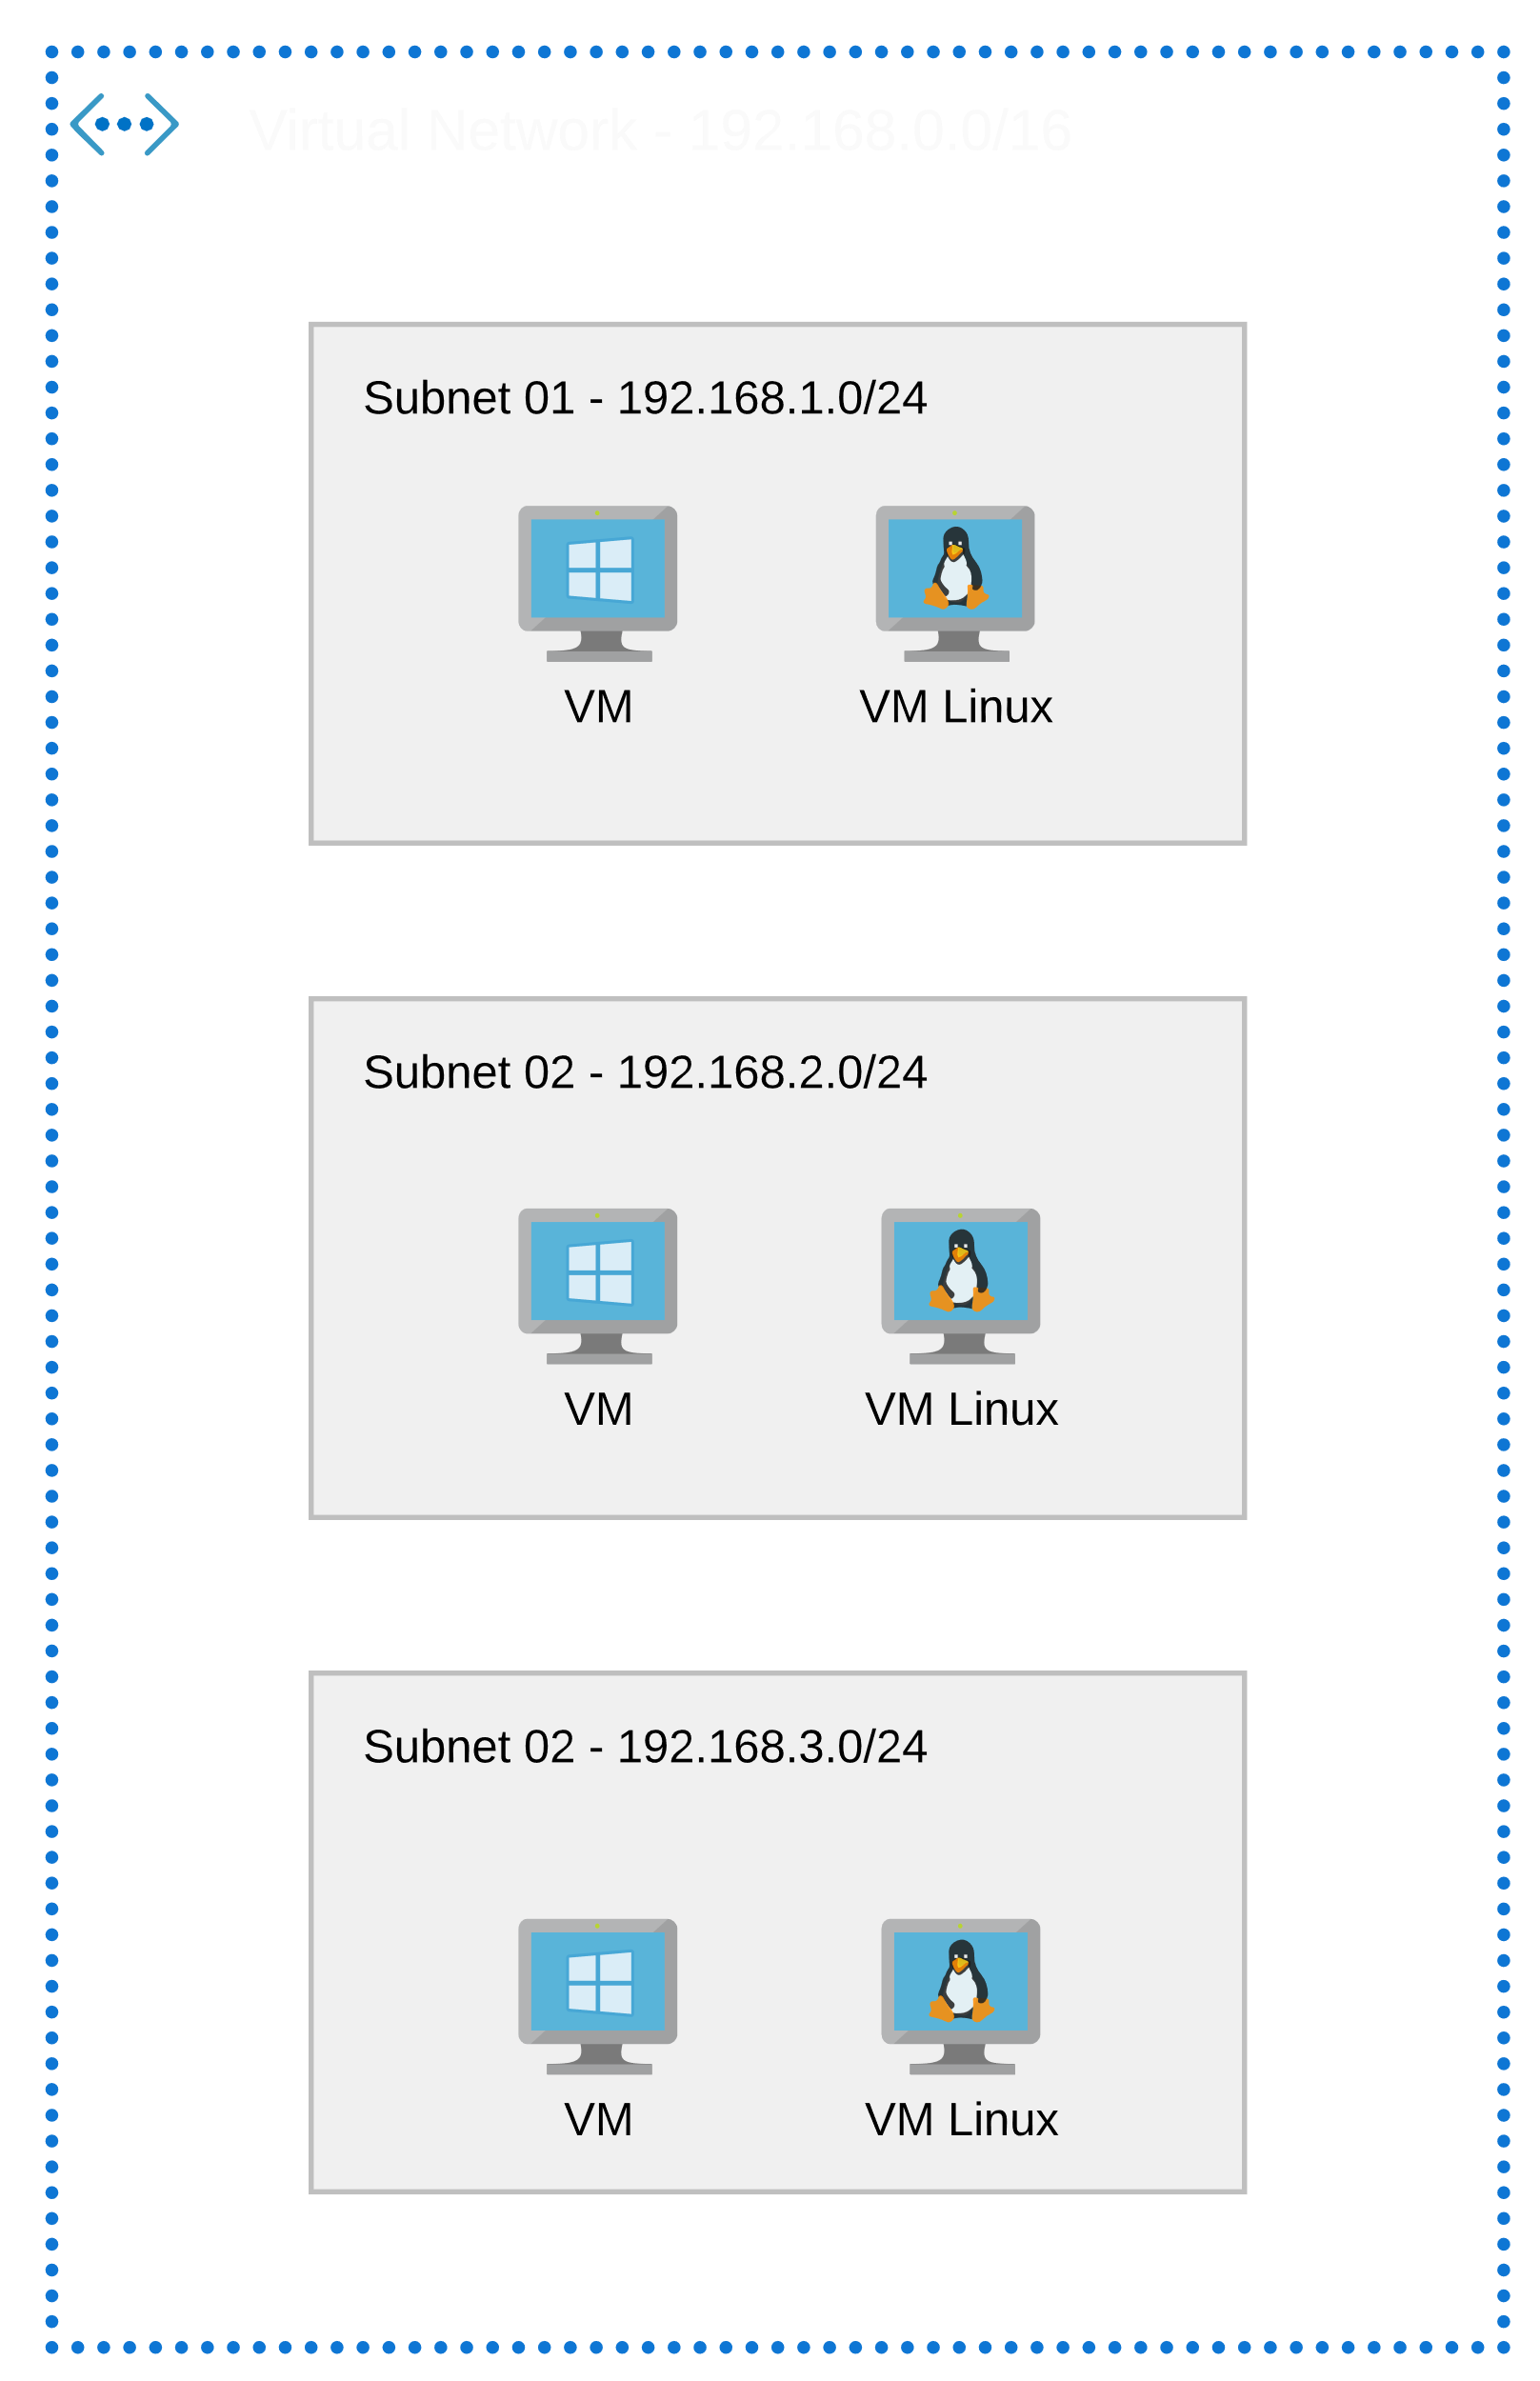 Virtual Network - 192.168.0.0/16
Subnet 01 - 192.168.1.0/24
VM
VM Linux
Subnet 02 - 192.168.2.0/24
VM
VM Linux
Subnet 02 - 192.168.3.0/24
VM
VM Linux